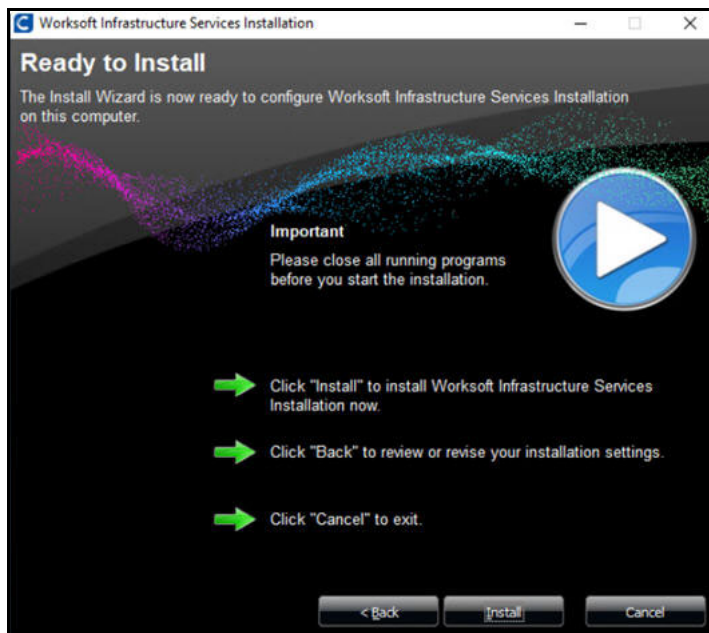 Worksoft Infrastructure Services Installation
Ready to Install
The Install Wizard is now ready to configure Worksoft Infrastructure Services Installation
on this computer.
Important
Please close all running programs
before you start the installation.
Click "Install" to install Worksoft Infrastructure Services
Installation now.
Click "Back" to review or revise your installation settings.
Click "Cancel" to exit.
< Back
Install
Cancel